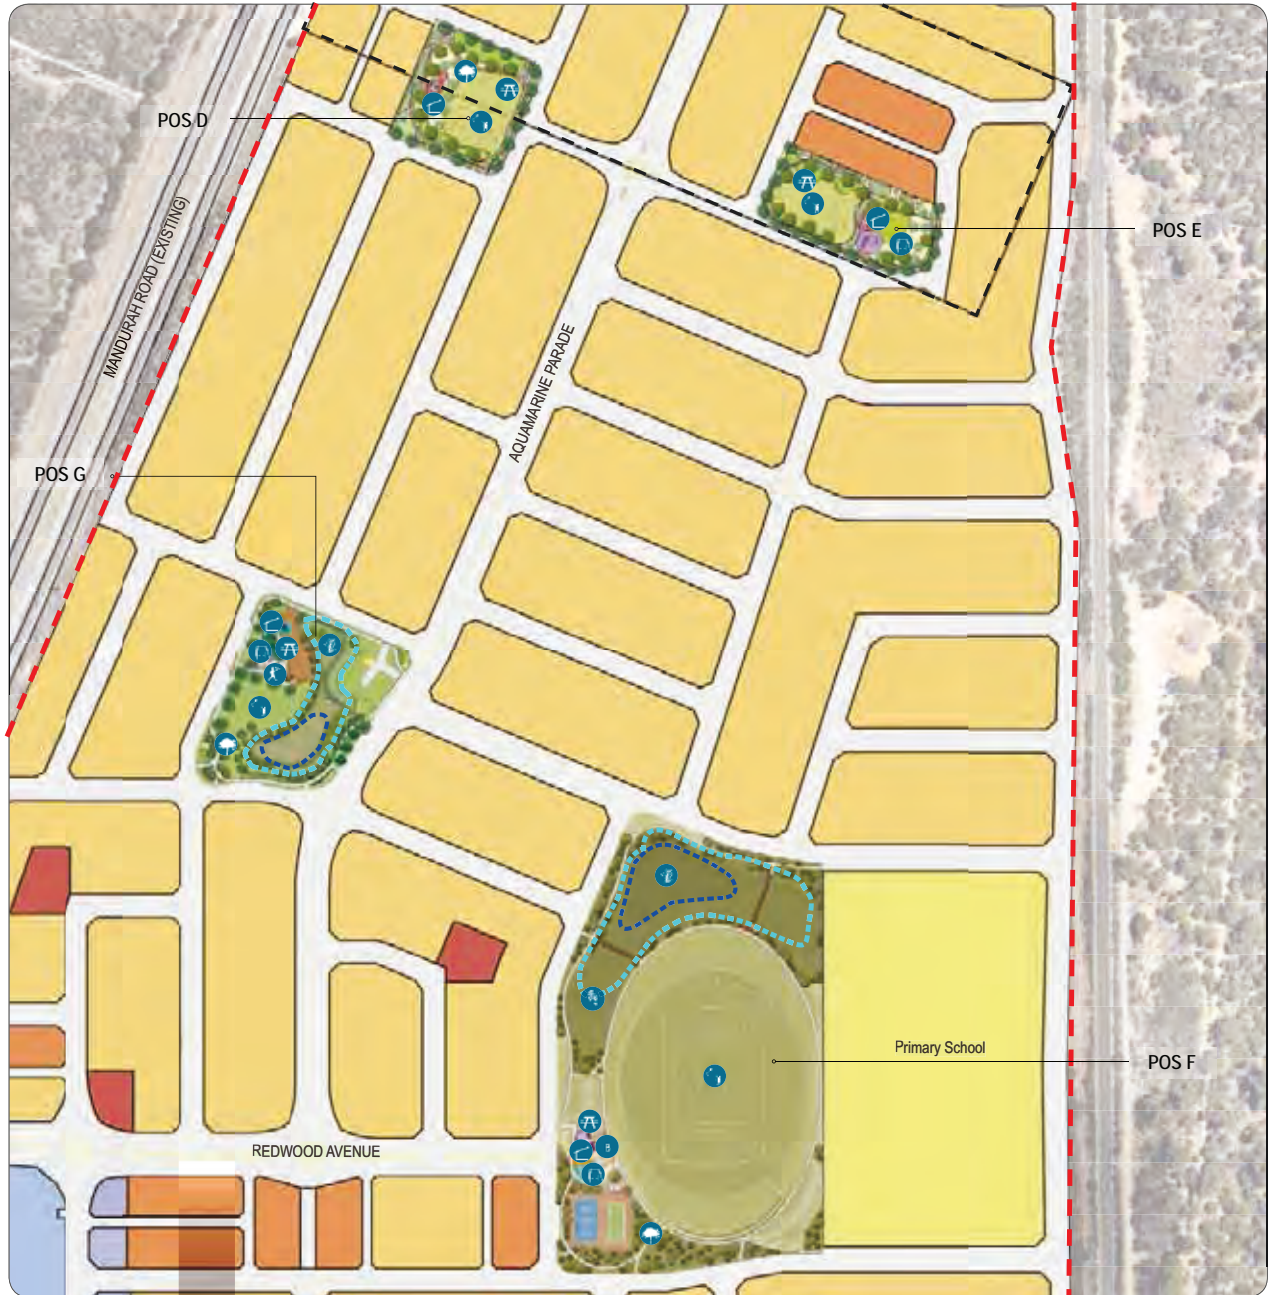 POS D
POS E
MANDURAH ROAD (EXISTING)
AQUAMARINE PARADE
POS G
Primary School
POS F
REDWOOD AVENUE